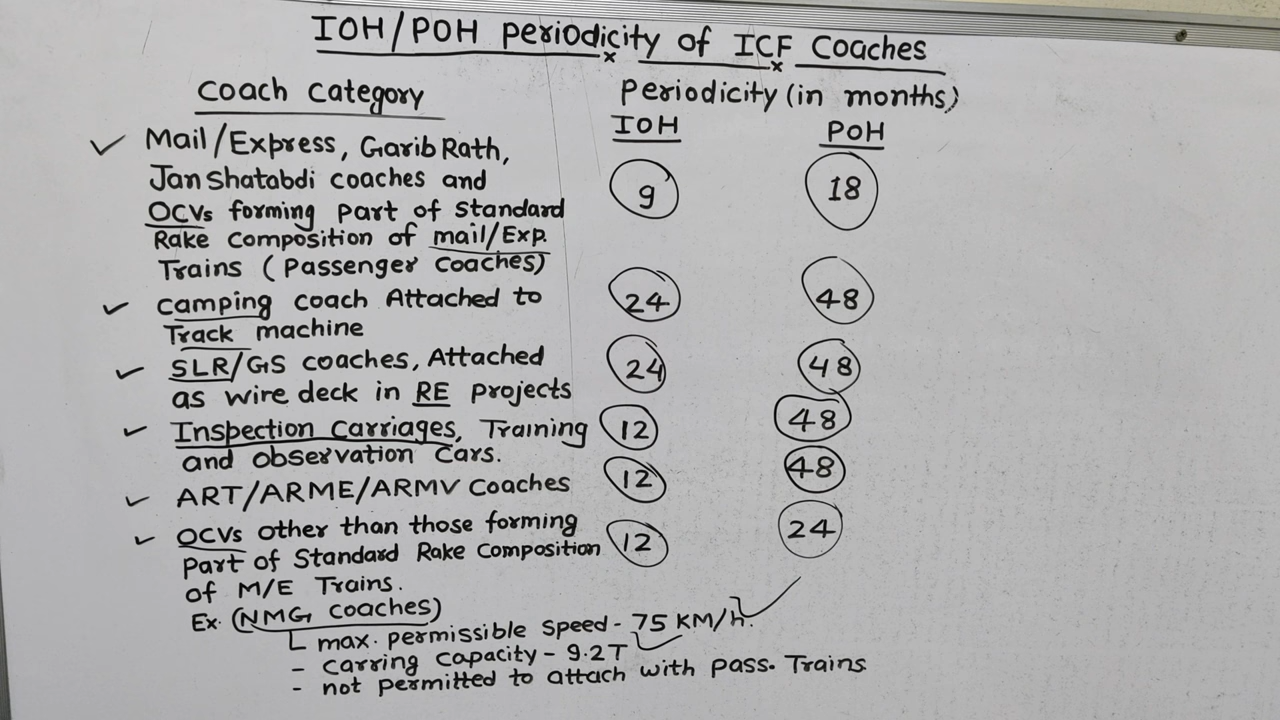 IOH/POH periodicity of ICF Coaches
Coach Category
Periodicity (in months)
IOH POH
Mail/Express, Garib Rath,
Jan Shatabdi coaches and
OCVs forming part of Standard
Rake Composition of mail/Exp.
Trains (Passenger coaches)
9 18
camping coach Attached to
Track machine
24 48
SLR/GS coaches, Attached
as wire deck in RE projects
24 48
Inspection Carriages, Training
and observation Cars.
12 48
ART/ARME/ARMV Coaches
12 48
OCVs other than those forming
Part of Standard Rake Composition
of M/E Trains.
12 24
Ex. (NMG coaches)
max. permissible Speed - 75 KM/h.
- carring capacity - 9.2T
- not permitted to attach with pass. Trains